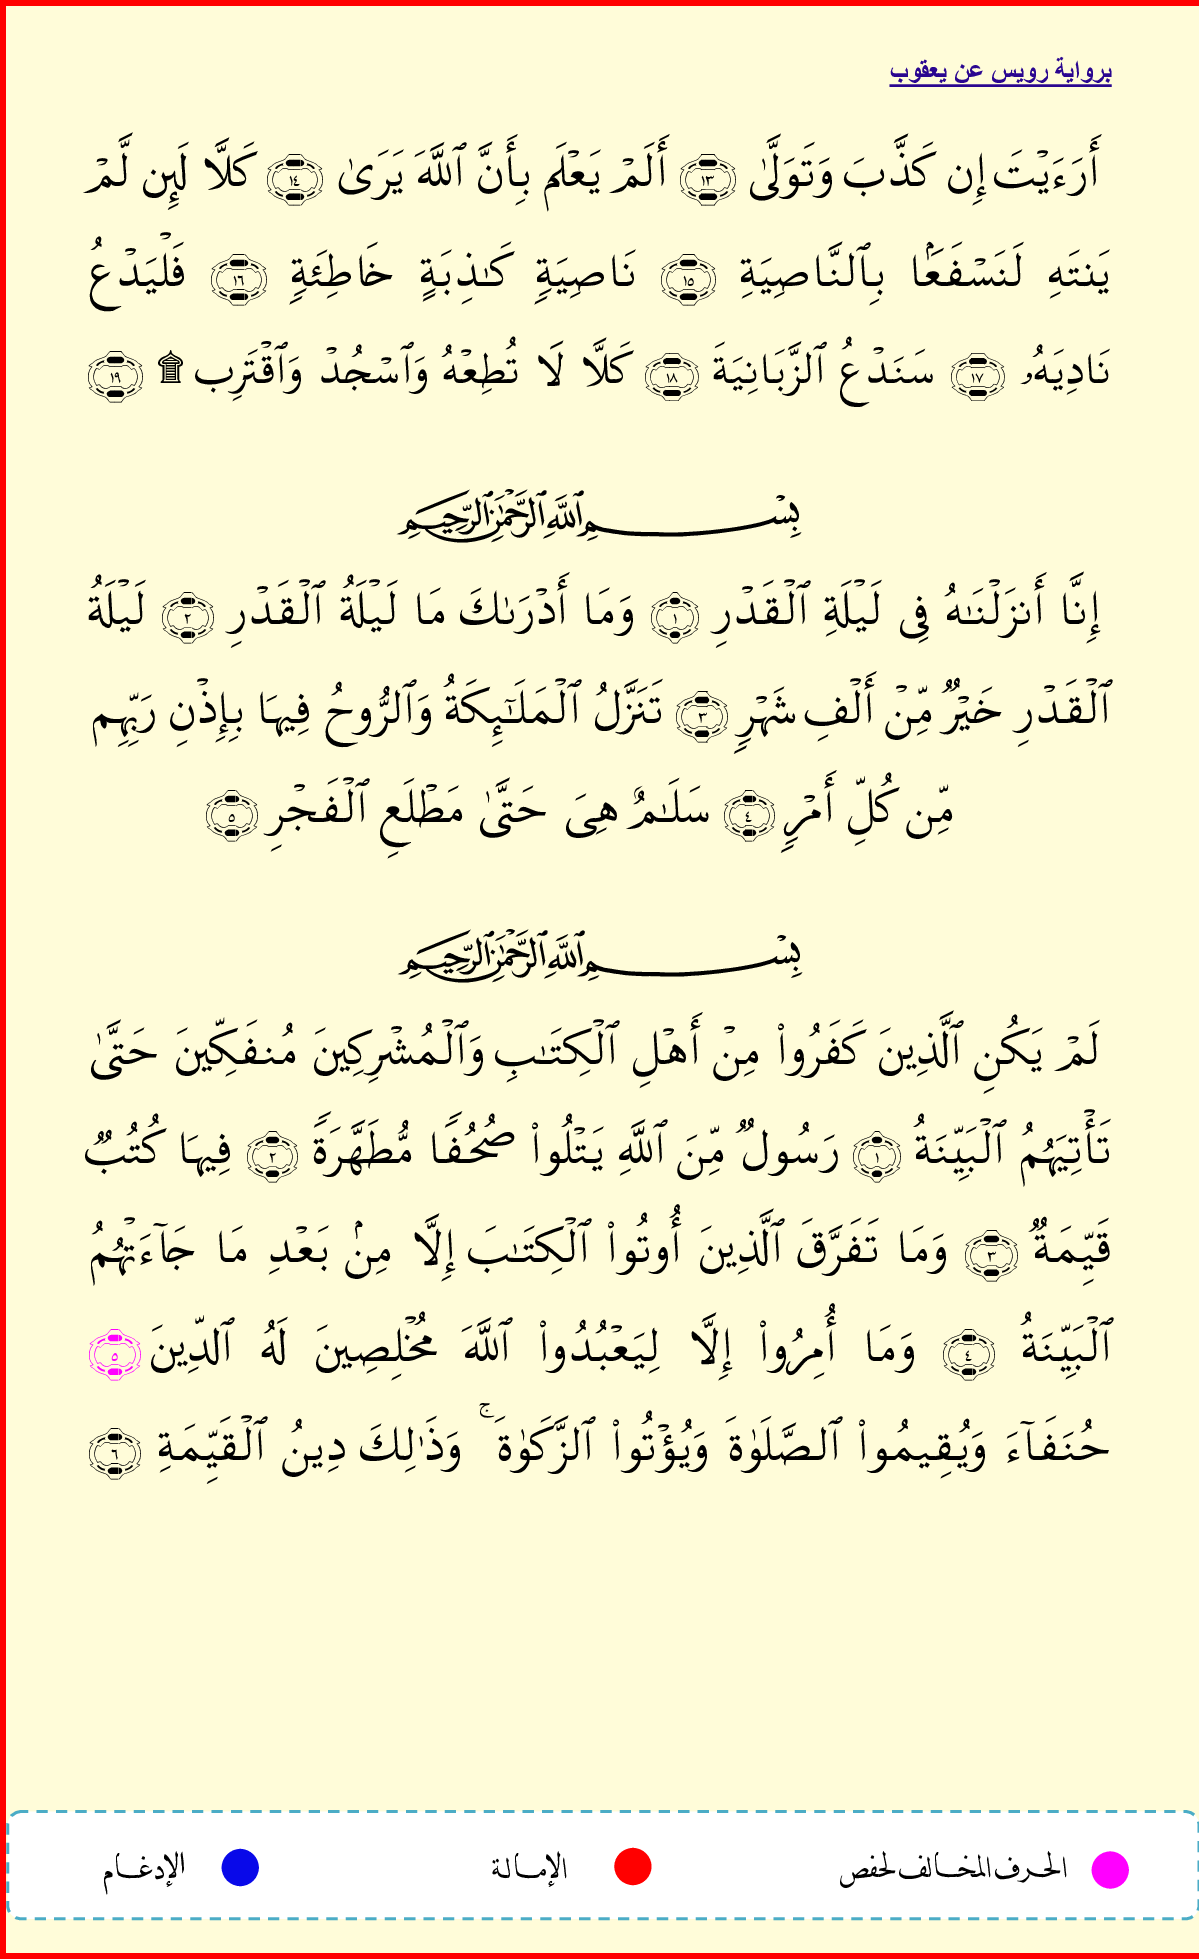 برواية رويس عن يعقوب
أَرَءَيْتَ إِن كَذَّبَ وَتَوَلَّىٰ ١٣ أَلَمْ يَعْلَم بِأَنَّ ٱللَّهَ يَرَىٰ ١٤ كَلَّا لَئِن لَّمْ
يَنتَهِ لَنَسْفَعَۢا بِٱلنَّاصِيَةِ ١٥ نَاصِيَةٍ كَـٰذِبَةٍ خَاطِئَةٍ ١٦ فَلْيَدْعُ
نَادِيَهُۥ ١٧ سَنَدْعُ ٱلزَّبَانِيَةَ ١٨ كَلَّا لَا تُطِعْهُ وَٱسْجُدْ وَٱقْتَرِب ۩ ١٩
بِسْمِ ٱللَّهِ ٱلرَّحْمَٰنِ ٱلرَّحِيمِ
إِنَّا أَنزَلْنَـٰهُ فِى لَيْلَةِ ٱلْقَدْرِ ١ وَمَا أَدْرَىٰكَ مَا لَيْلَةُ ٱلْقَدْرِ ٢ لَيْلَةُ
ٱلْقَدْرِ خَيْرٌ مِّنْ أَلْفِ شَهْرٍ ٣ تَنَزَّلُ ٱلْمَلَـٰٓئِكَةُ وَٱلرُّوحُ فِيهَا بِإِذْنِ رَبِّهِم
مِّن كُلِّ أَمْرٍ ٤ سَلَـٰمٌ هِىَ حَتَّىٰ مَطْلَعِ ٱلْفَجْرِ ٥
بِسْمِ ٱللَّهِ ٱلرَّحْمَٰنِ ٱلرَّحِيمِ
لَمْ يَكُنِ ٱلَّذِينَ كَفَرُوا۟ مِنْ أَهْلِ ٱلْكِتَـٰبِ وَٱلْمُشْرِكِينَ مُنفَكِّينَ حَتَّىٰ
تَأْتِيَهُمُ ٱلْبَيِّنَةُ ١ رَسُولٌ مِّنَ ٱللَّهِ يَتْلُوا۟ صُحُفًا مُّطَهَّرَةً ٢ فِيهَا كُتُبٌ
قَيِّمَةٌ ٣ وَمَا تَفَرَّقَ ٱلَّذِينَ أُوتُوا۟ ٱلْكِتَـٰبَ إِلَّا مِنۢ بَعْدِ مَا جَآءَتْهُمُ
ٱلْبَيِّنَةُ ٤ وَمَا أُمِرُوا۟ إِلَّا لِيَعْبُدُوا۟ ٱللَّهَ مُخْلِصِينَ لَهُ ٱلدِّينَ ٥
حُنَفَآءَ وَيُقِيمُوا۟ ٱلصَّلَوٰةَ وَيُؤْتُوا۟ ٱلزَّكَوٰةَ ۚ وَذَٰلِكَ دِينُ ٱلْقَيِّمَةِ ٦
الحرف المخالف لحفص الإمالة الإدغام